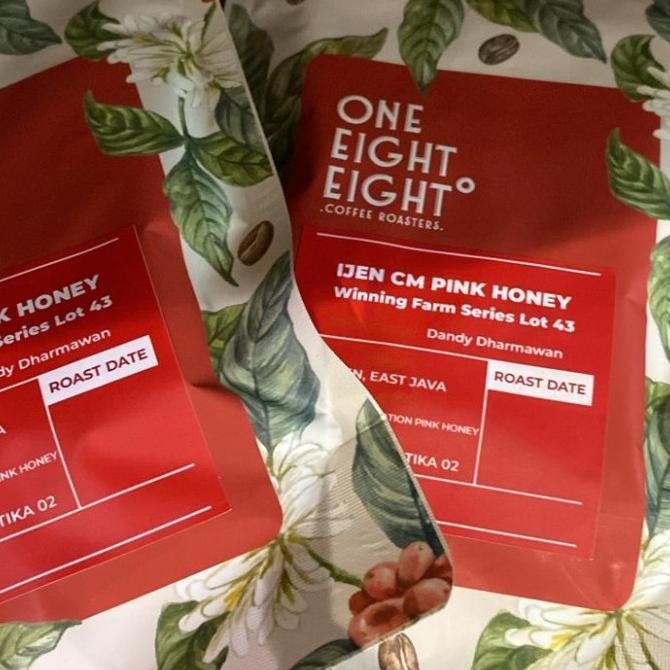 K HONEY
Series Lot 43
dy Dharmawan
ROAST DATE
A
INK HONEY
TIKA 02
ONE
EIGHT
EIGHT°
.COFFEE ROASTERS.
IJEN CM PINK HONEY
Winning Farm Series Lot 43
Dandy Dharmawan
N, EAST JAVA
ROAST DATE
TION PINK HONEY
TIKA 02